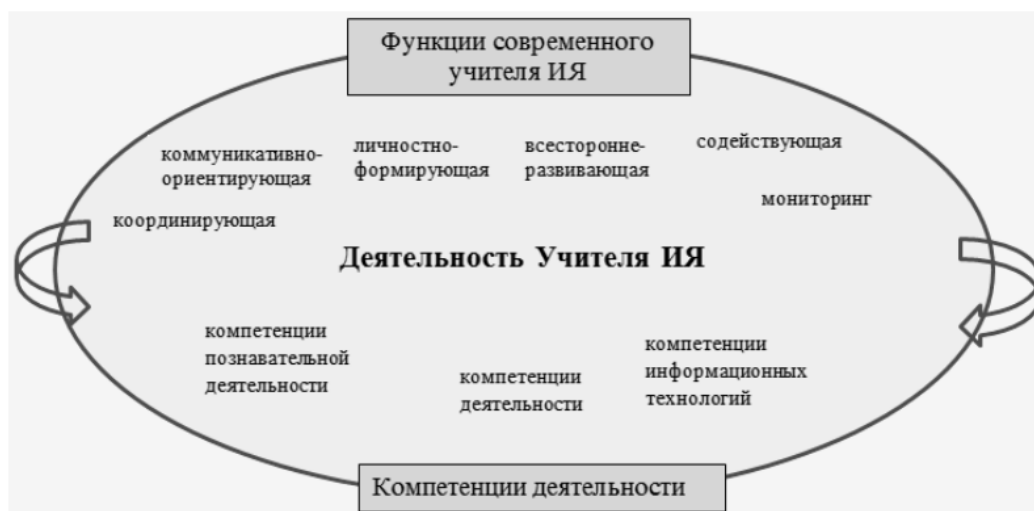 Функции современного
учителя ИЯ
коммуникативно-
ориентирующая
личностно-
формирующая
всесторонне-
развивающая
содействующая
мониторинг
координирующая
Деятельность Учителя ИЯ
компетенции
познавательной
деятельности
компетенции
деятельности
компетенции
информационных
технологий
Компетенции деятельности